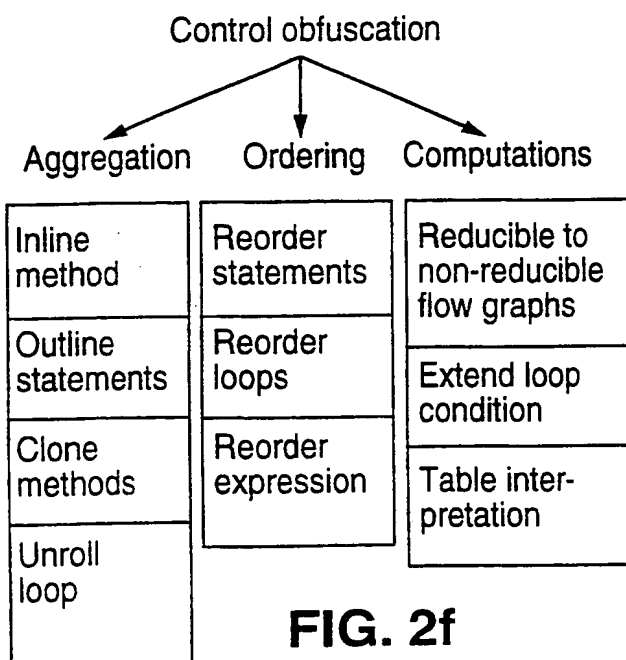 Control obfuscation
Aggregation
Ordering
Computations
Inline
method
Outline
statements
Clone
methods
Unroll
loop
Reorder
statements
Reorder
loops
Reorder
expression
Reducible to
non-reducible
flow graphs
Extend loop
condition
Table inter-
pretation
FIG. 2f